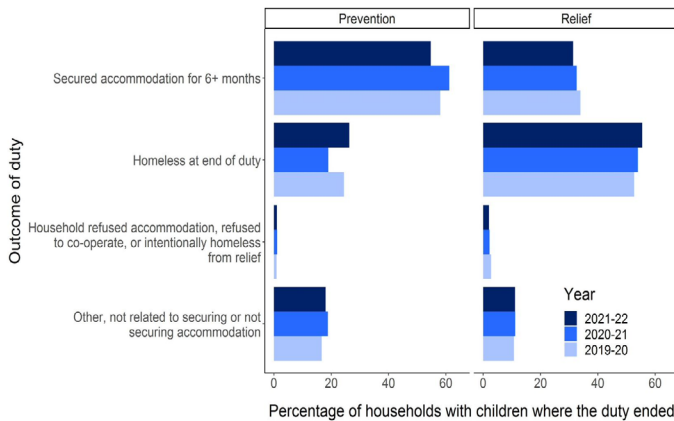 Prevention
Relief
Outcome of duty
Secured accommodation for 6+ months
Homeless at end of duty
Household refused accommodation, refused
to co-operate, or intentionally homeless
from relief
Other, not related to securing or not
securing accommodation
Year
2021-22
2020-21
2019-20
0 20 40 60 0 20 40 60
Percentage of households with children where the duty ended